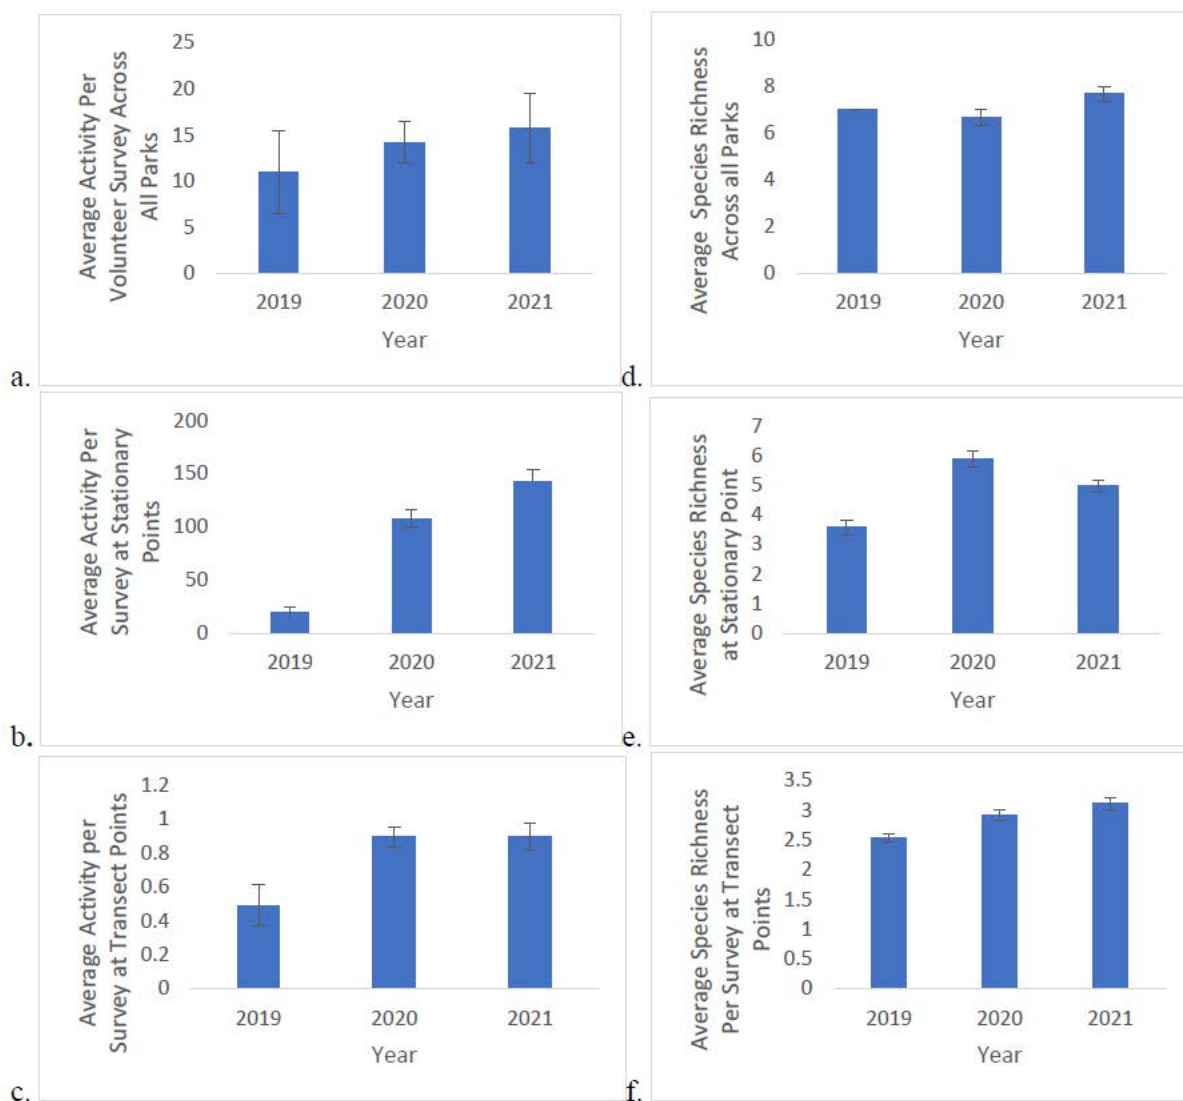 Average Activity Per
Volunteer Survey Across
All Parks
25
20
15
10
5
0
2019 2020 2021
Year
a.
Average Species Richness
Across all Parks
10
8
6
4
2
0
2019 2020 2021
Year
d.
Average Activity Per
Survey at Stationary
Points
200
150
100
50
0
2019 2020 2021
Year
b.
Average Species Richness
at Stationary Point
7
6
5
4
3
2
1
0
2019 2020 2021
Year
e.
Average Activity per
Survey at Transect Points
1.2
1
0.8
0.6
0.4
0.2
0
2019 2020 2021
Year
c.
Average Species Richness
Per Survey at Transect
Points
3.5
3
2.5
2
1.5
1
0.5
0
2019 2020 2021
Year
f.